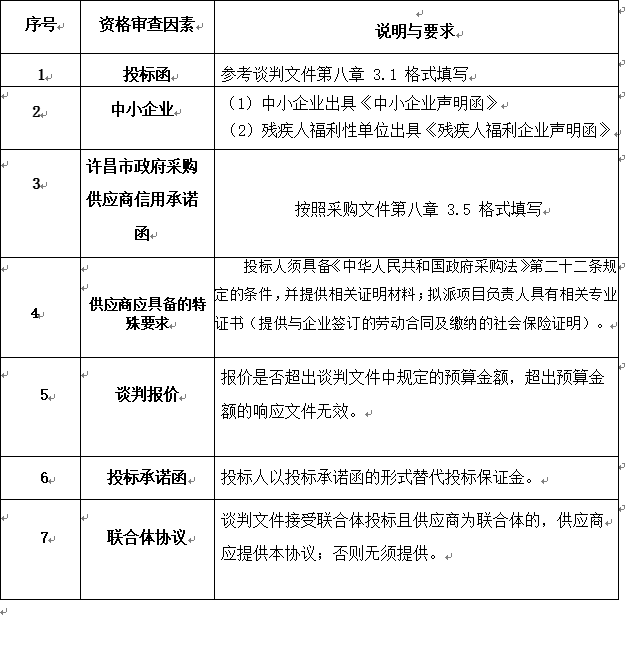 序号 资格审查因素 说明与要求
1 投标函 参考谈判文件第八章 3.1 格式填写
2 中小企业 （1）中小企业出具《中小企业声明函》
（2）残疾人福利性单位出具《残疾人福利企业声明函》
3 许昌市政府采购
供应商信用承诺
函
按照采购文件第八章 3.5 格式填写
4 供应商应具备的特
殊要求
投标人须具备《中华人民共和国政府采购法》第二十二条规
定的条件，并提供相关证明材料；拟派项目负责人具有相关专业
证书（提供与企业签订的劳动合同及缴纳的社会保险证明）。
5 谈判报价 报价是否超出谈判文件中规定的预算金额，超出预算金
额的响应文件无效。
6 投标承诺函 投标人以投标承诺函的形式替代投标保证金。
7 联合体协议 谈判文件接受联合体投标且供应商为联合体的，供应商
应提供本协议；否则无须提供。